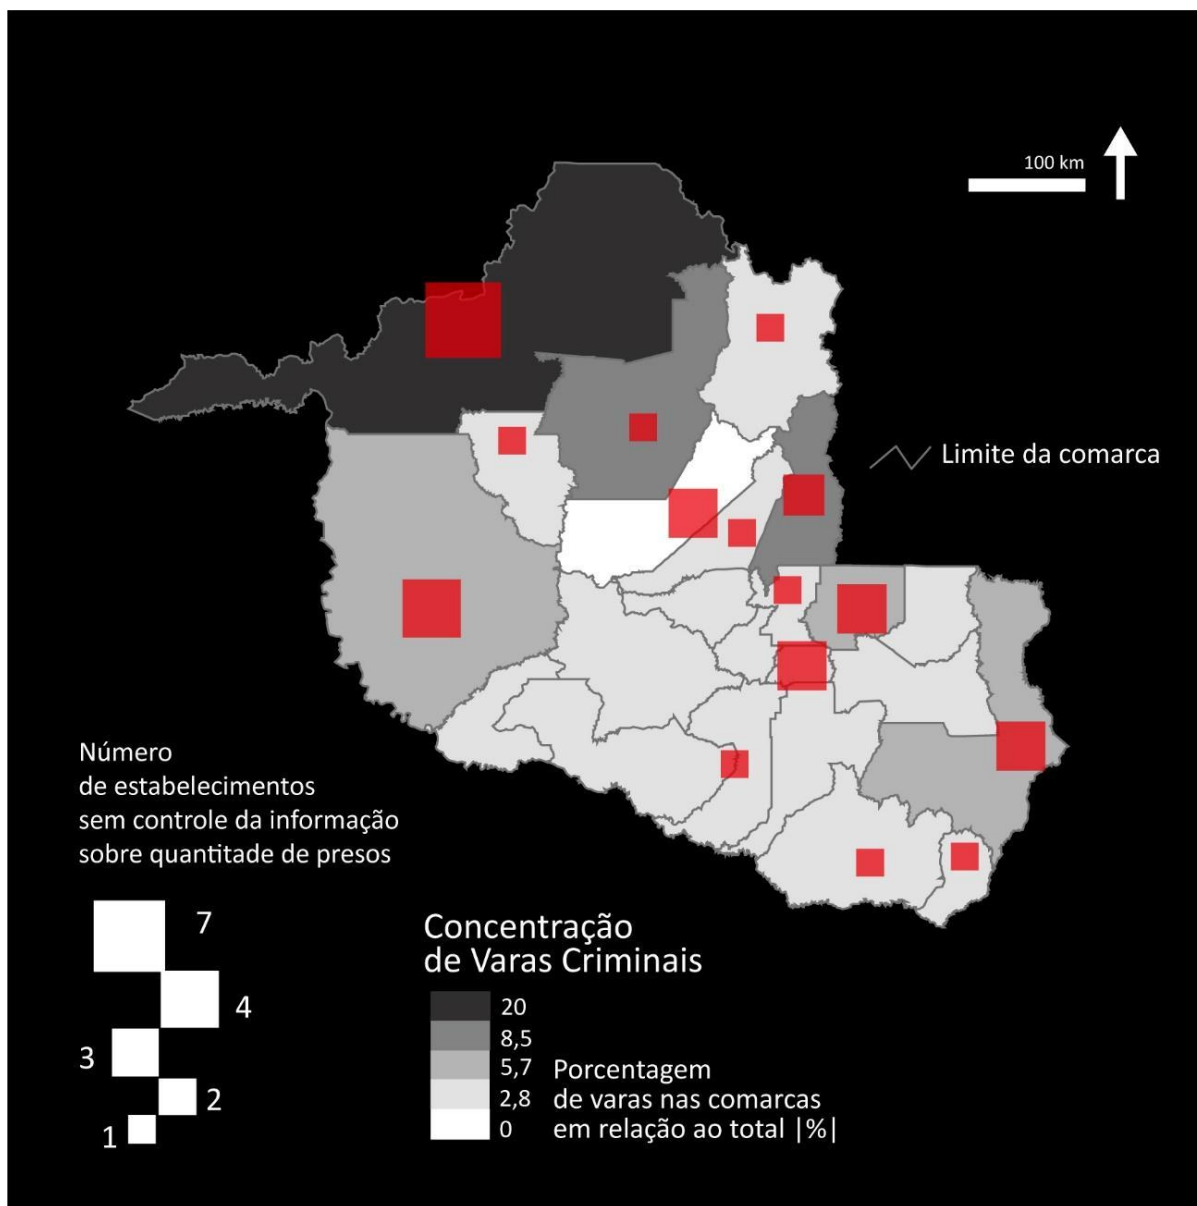 100 km
Limite da comarca
Número
de estabelecimentos
sem controle da informação
sobre quantitade de presos
7
4
3
2
1
Concentração
de Varas Criminais
20
8,5
5,7
2,8
0
Porcentagem
de varas nas comarcas
em relação ao total |%|